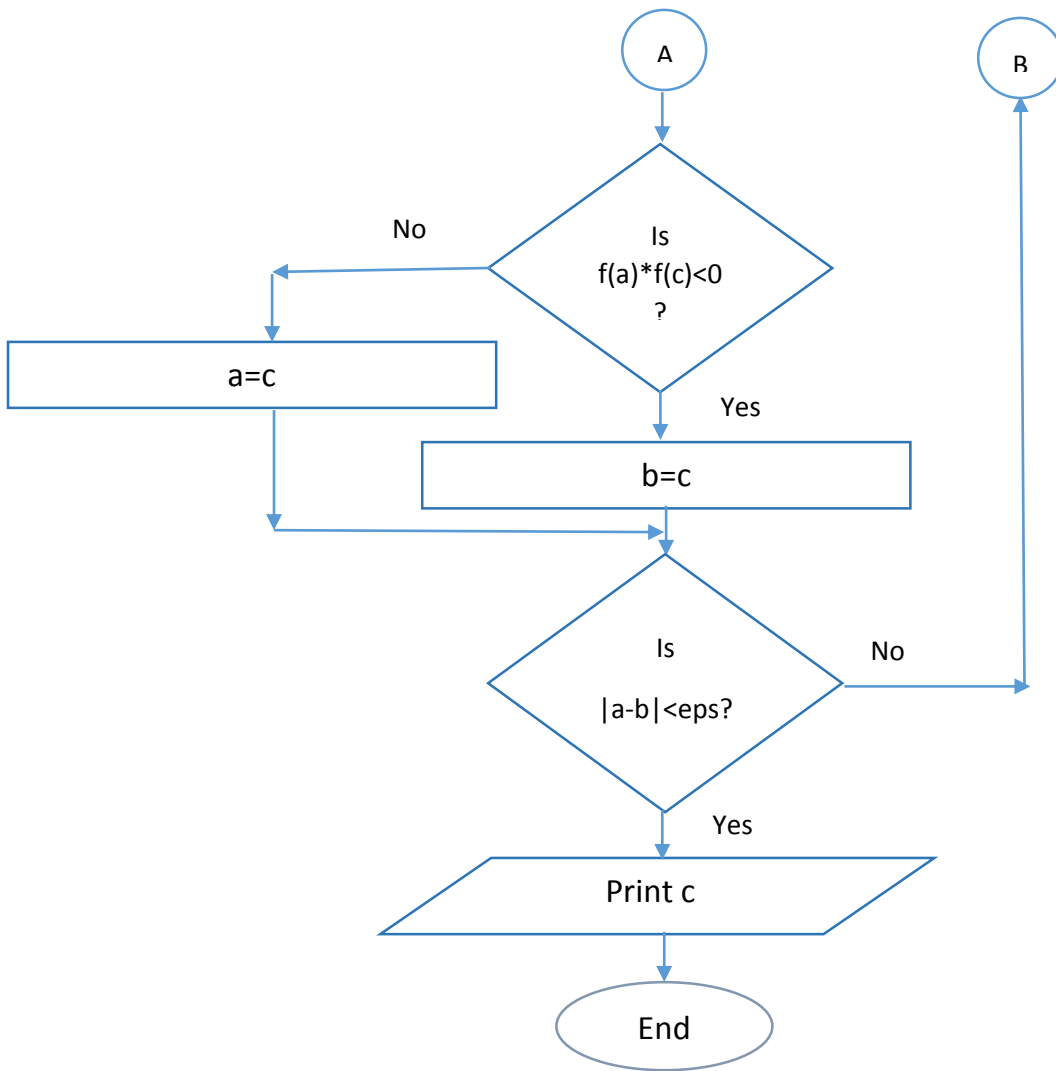 A
B
No
Is
f(a)*f(c)<0
?
a=c
Yes
b=c
Is
No
|a-b|<eps?
Yes
Print c
End